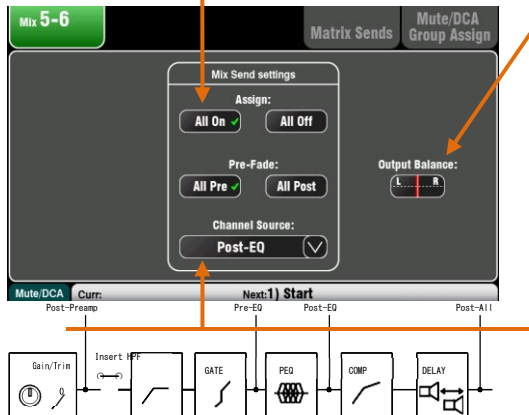 Mix 5-6
Matrix Sends
Mute/DCA
Group Assign
Mix Send settings
Assign:
All On
All Off
Pre-Fade:
All Pre
All Post
Output Balance:
L R
Channel Source:
Post-EQ
Mute/DCA Curr: Next:1) Start
Post-Preamp Pre-EQ Post-EQ Post-All
Gain/Trim
Insert HPF
GATE
PEQ
COMP
DELAY